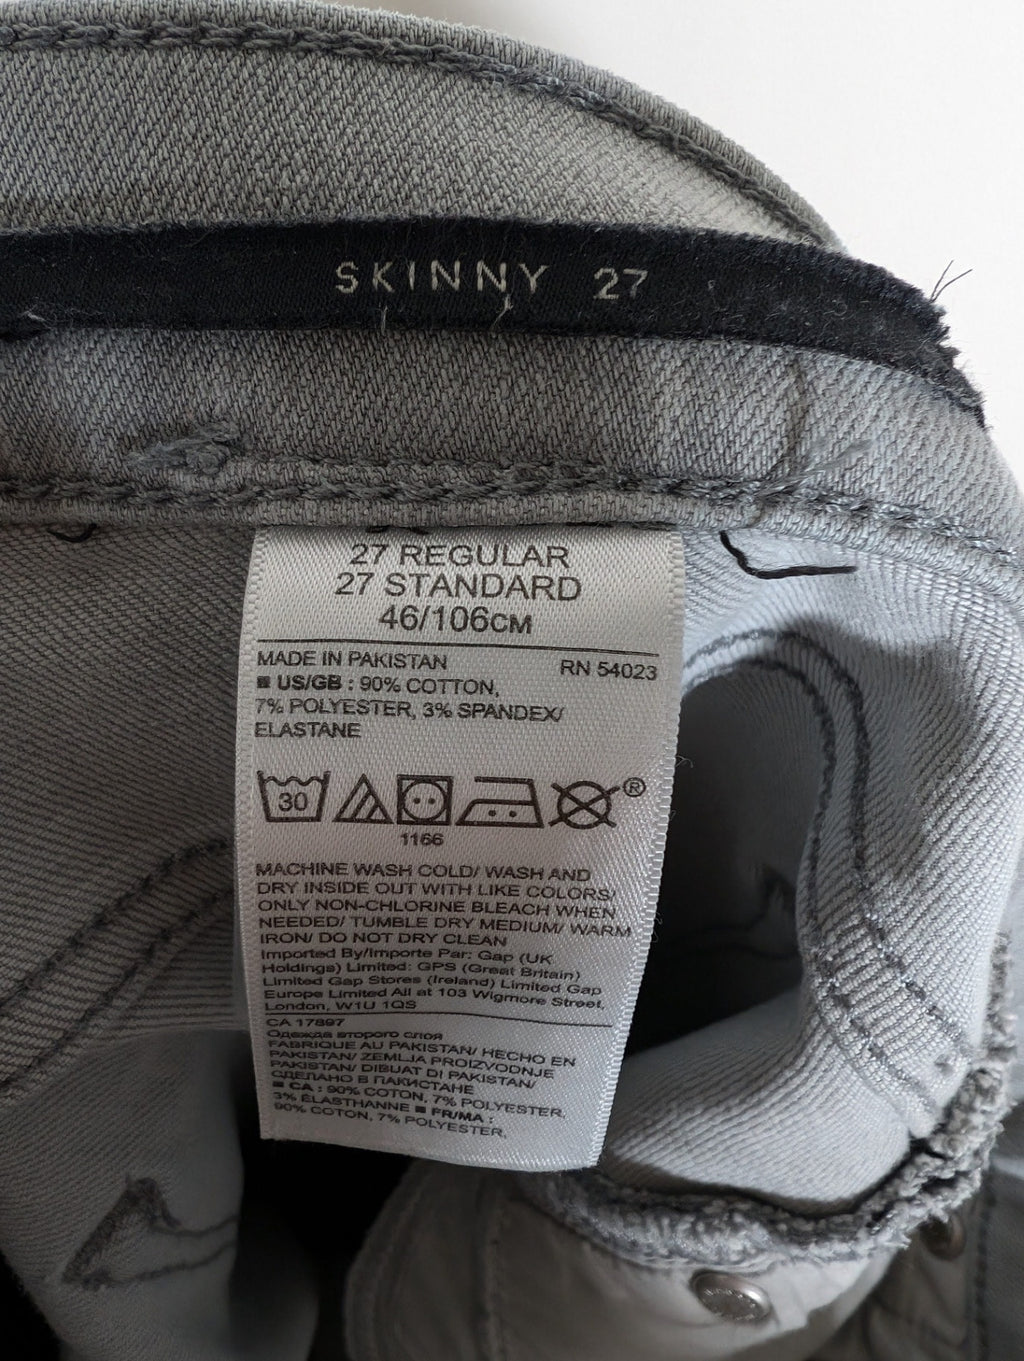 SKINNY 27
27 REGULAR
27 STANDARD
46/106CM
MADE IN PAKISTAN RN 54023
■ US/GB : 90% COTTON,
7% POLYESTER, 3% SPANDEX/
ELASTANE
30 ®
1166
MACHINE WASH COLD/ WASH AND
DRY INSIDE OUT WITH LIKE COLORS/
ONLY NON-CHLORINE BLEACH WHEN
NEEDED/ TUMBLE DRY MEDIUM/ WARM
IRON/ DO NOT DRY CLEAN
Imported By/Importe Par: Gap (UK
Holdings) Limited: GPS (Great Britain)
Limited Gap Stores (Ireland) Limited Gap
Europe Limited All at 103 Wigmore Street,
London, W1U 1QS
CA 17897
Одежда второго слоя
FABRIQUE AU PAKISTAN/ HECHO EN
PAKISTAN/ ZEMLJA PROIZVODNJE
PAKISTAN/ DIBUAT DI PAKISTAN/
СДЕЛАНО В ПАКИСТАНЕ
■ CA : 90% COTON, 7% POLYESTER,
3% ÉLASTHANNE ■ FR/MA :
90% COTON, 7% POLYESTER,